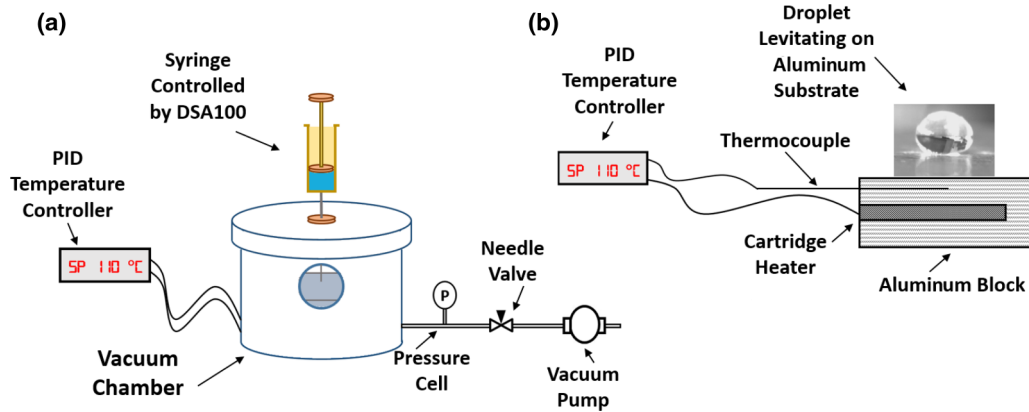 (a)
Syringe
Controlled
by DSA100
PID
Temperature
Controller
SP 110 °C
Needle
Valve
P
Vacuum
Chamber
Pressure
Cell
Vacuum
Pump
(b)
Droplet
Levitating on
Aluminum
Substrate
PID
Temperature
Controller
Thermocouple
SP 110 °C
Cartridge
Heater
Aluminum Block